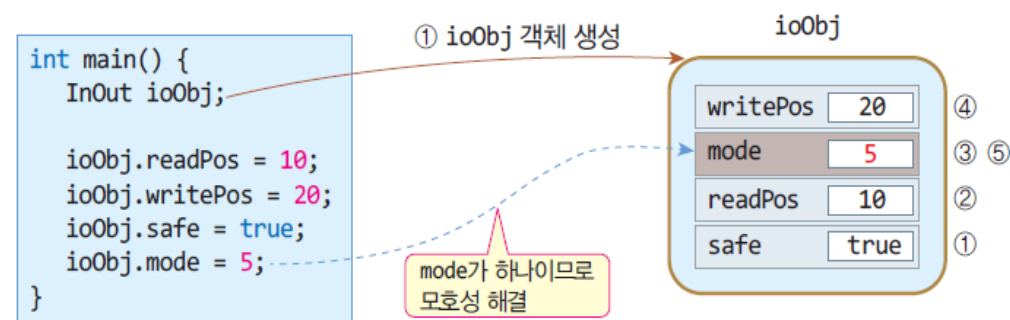 ① ioObj 객체 생성
ioObj
int main() {
InOut ioObj;
ioObj.readPos = 10;
ioObj.writePos = 20;
ioObj.safe = true;
ioObj.mode = 5;
}
writePos 20 ④
mode 5 ③ ⑤
readPos 10 ②
safe true ①
mode가 하나이므로
모호성 해결